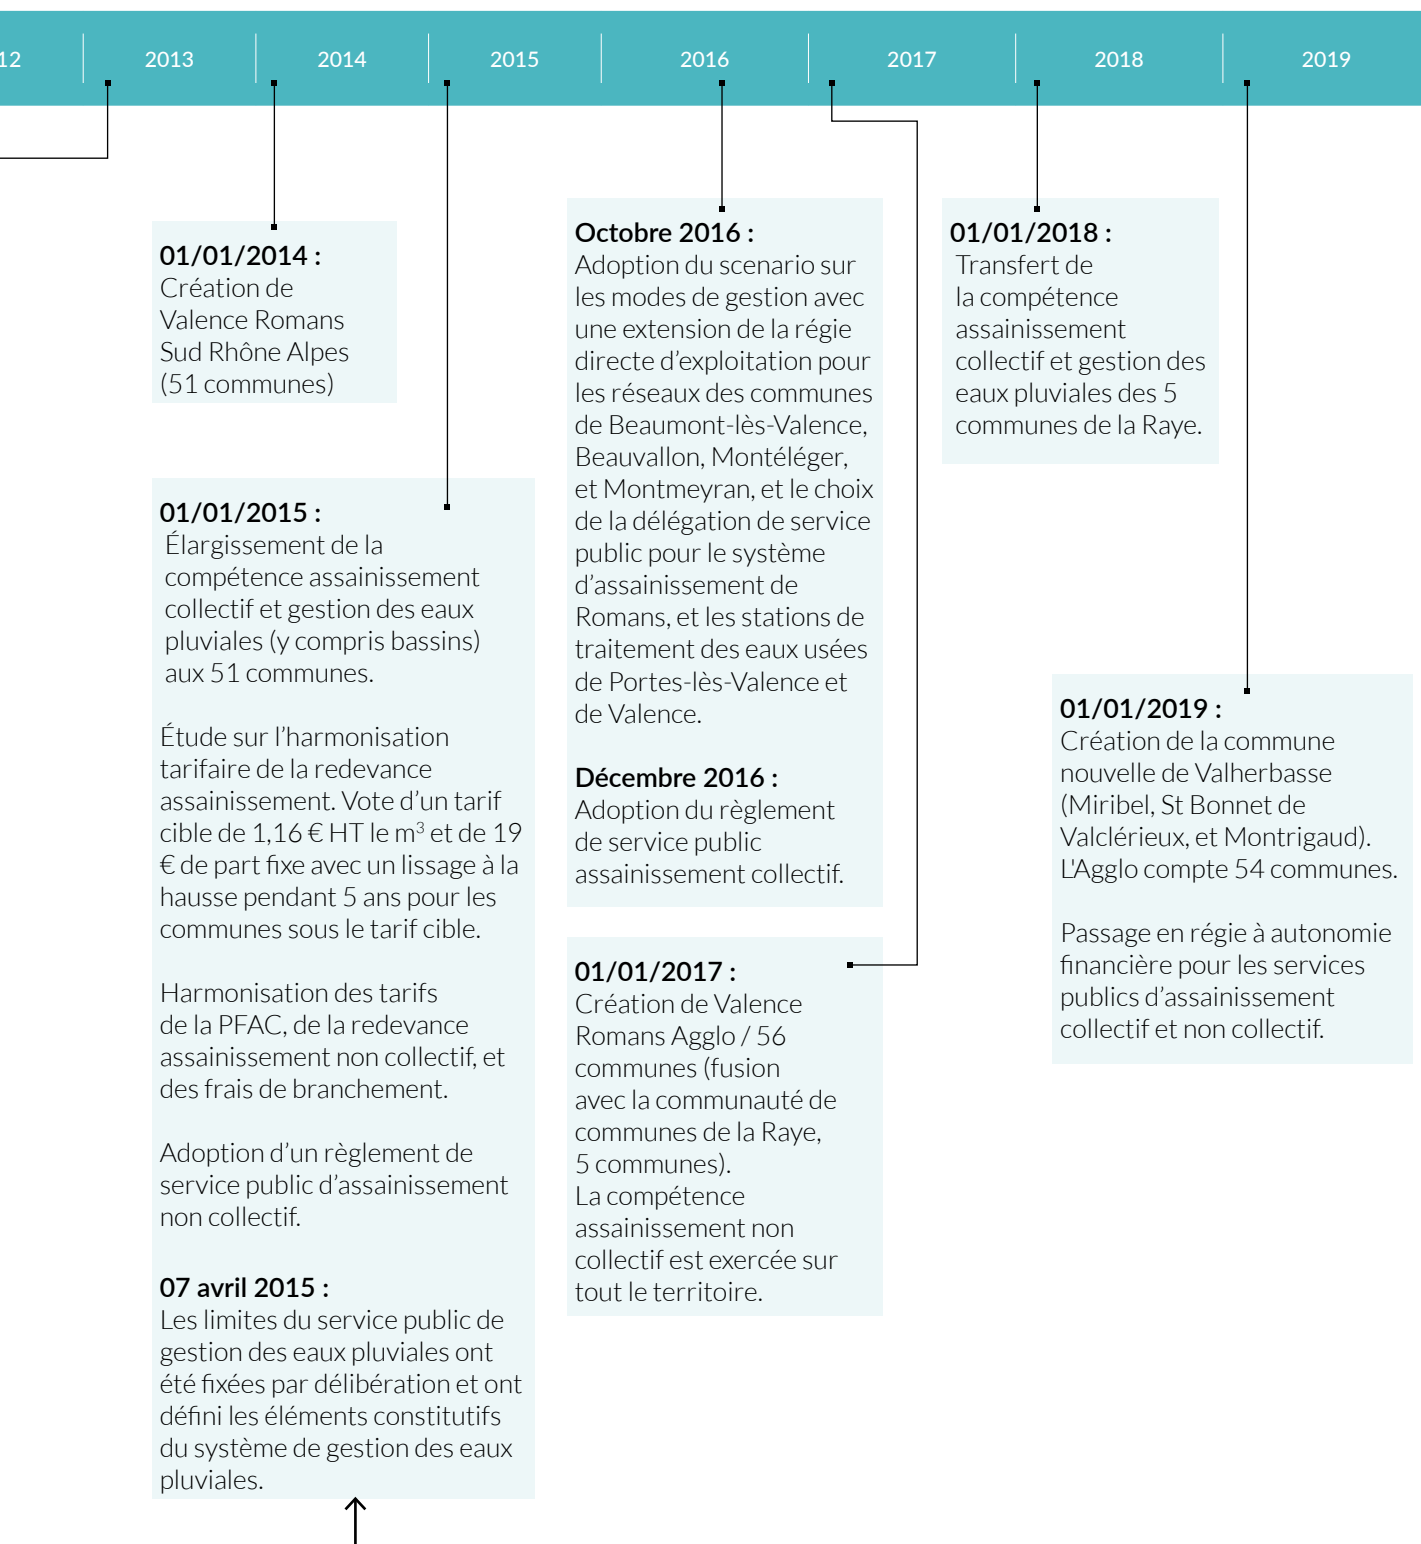 12
2013
2014
2015
2016
2017
2018
2019
01/01/2014 :
Création de
Valence Romans
Sud Rhône Alpes
(51 communes)
01/01/2015 :
Élargissement de la
compétence assainissement
collectif et gestion des eaux
pluviales (y compris bassins)
aux 51 communes.
Étude sur l’harmonisation
tarifaire de la redevance
assainissement. Vote d’un tarif
cible de 1,16 € HT le m³ et de 19
€ de part fixe avec un lissage à la
hausse pendant 5 ans pour les
communes sous le tarif cible.
Harmonisation des tarifs
de la PFAC, de la redevance
assainissement non collectif, et
des frais de branchement.
Adoption d’un règlement de
service public d’assainissement
non collectif.
07 avril 2015 :
Les limites du service public de
gestion des eaux pluviales ont
été fixées par délibération et ont
défini les éléments constitutifs
du système de gestion des eaux
pluviales.
Octobre 2016 :
Adoption du scenario sur
les modes de gestion avec
une extension de la régie
directe d’exploitation pour
les réseaux des communes
de Beaumont-lès-Valence,
Beauvallon, Montéléger,
et Montmeyran, et le choix
de la délégation de service
public pour le système
d’assainissement de
Romans, et les stations de
traitement des eaux usées
de Portes-lès-Valence et
de Valence.
Décembre 2016 :
Adoption du règlement
de service public
assainissement collectif.
01/01/2017 :
Création de Valence
Romans Agglo / 56
communes (fusion
avec la communauté de
communes de la Raye,
5 communes).
La compétence
assainissement non
collectif est exercée sur
tout le territoire.
01/01/2018 :
Transfert de
la compétence
assainissement
collectif et gestion des
eaux pluviales des 5
communes de la Raye.
01/01/2019 :
Création de la commune
nouvelle de Valherbasse
(Miribel, St Bonnet de
Valclérieux, et Montrigaud).
L'Agglo compte 54 communes.
Passage en régie à autonomie
financière pour les services
publics d’assainissement
collectif et non collectif.